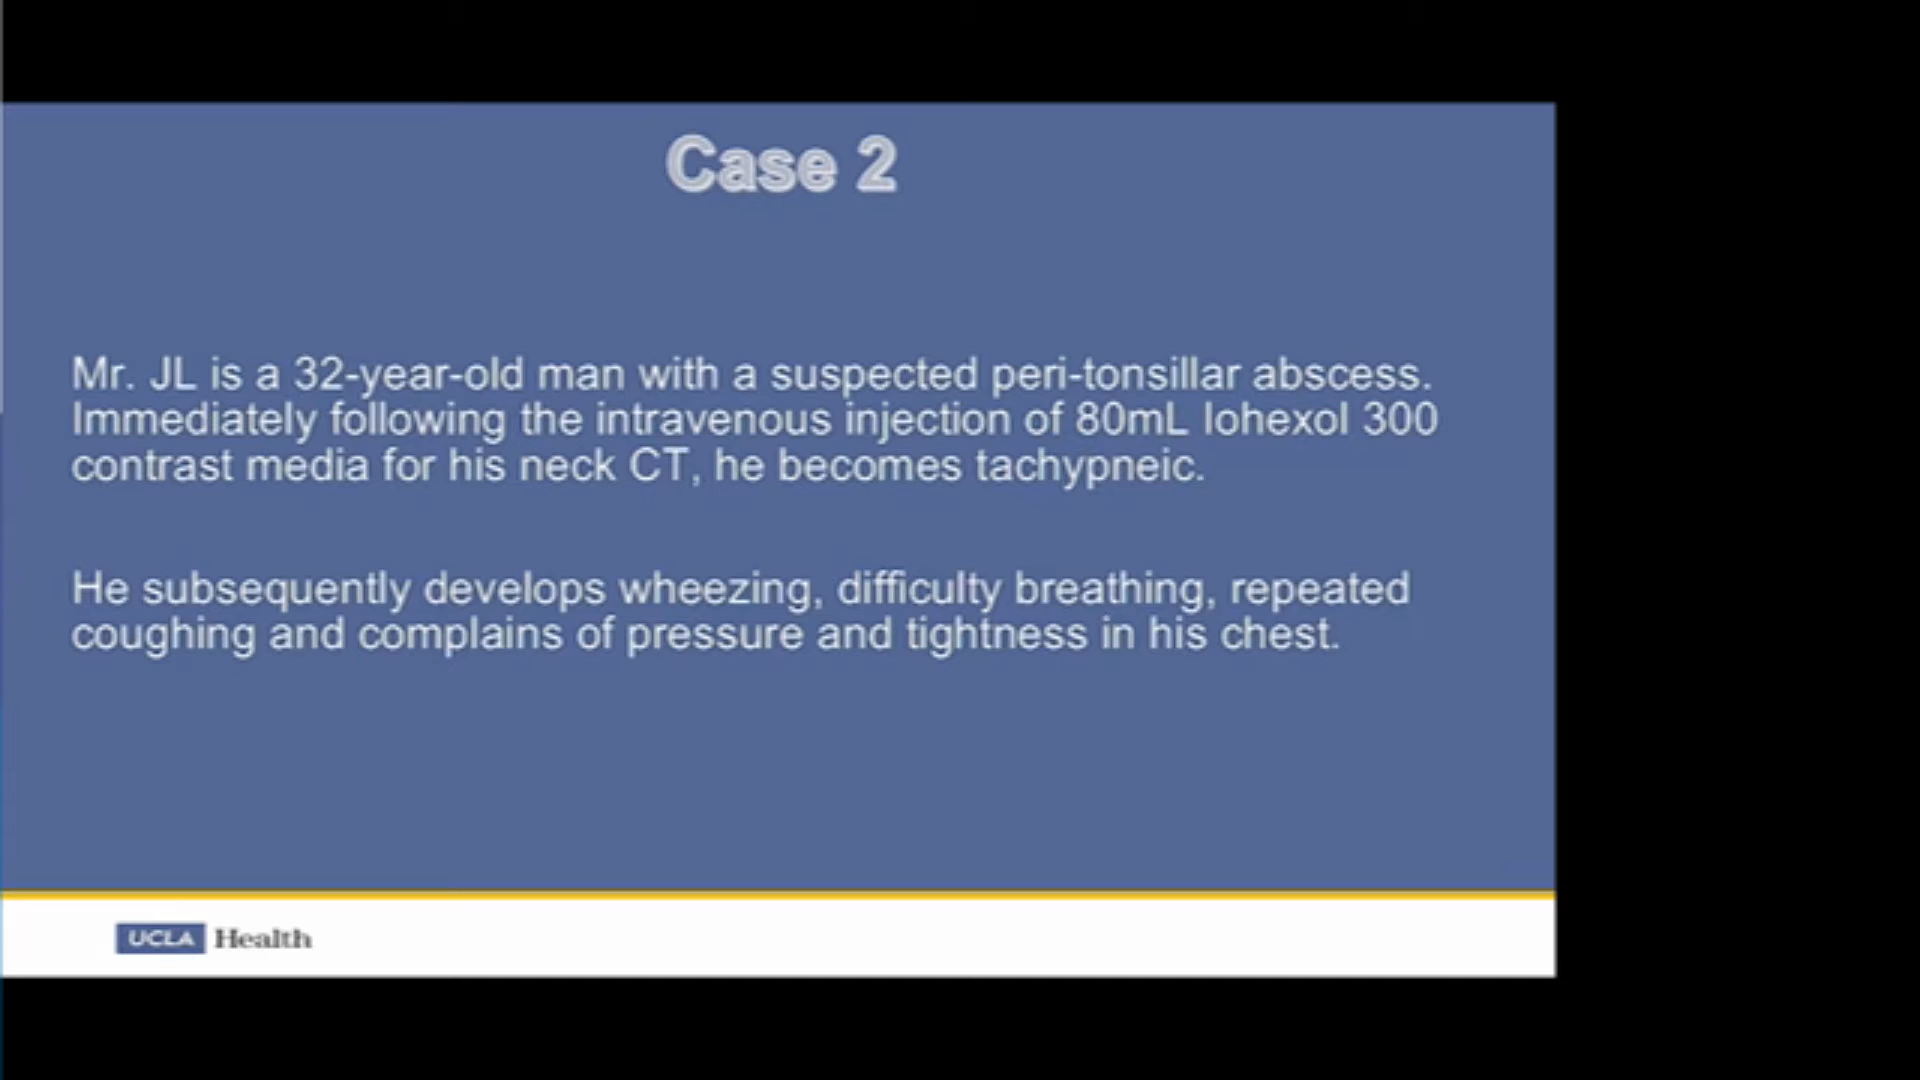 Case 2
Mr. JL is a 32-year-old man with a suspected peri-tonsillar abscess.
Immediately following the intravenous injection of 80mL Iohexol 300
contrast media for his neck CT, he becomes tachypneic.
He subsequently develops wheezing, difficulty breathing, repeated
coughing and complains of pressure and tightness in his chest.
UCLA Health